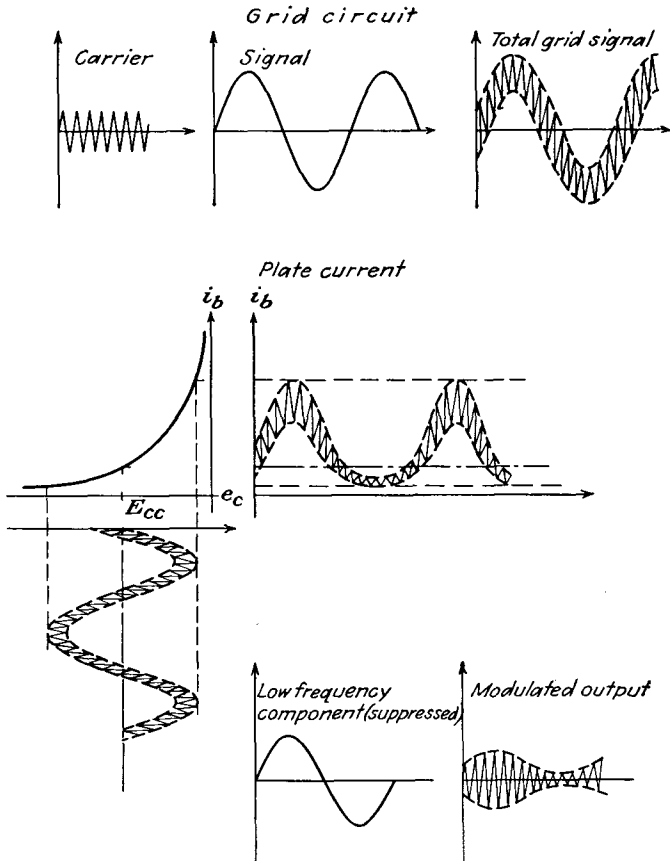 Grid circuit
Carrier
Signal
Total grid signal
Plate current
i_b
i_b
E_cc
e_c
Low frequency
component (suppressed)
Modulated output